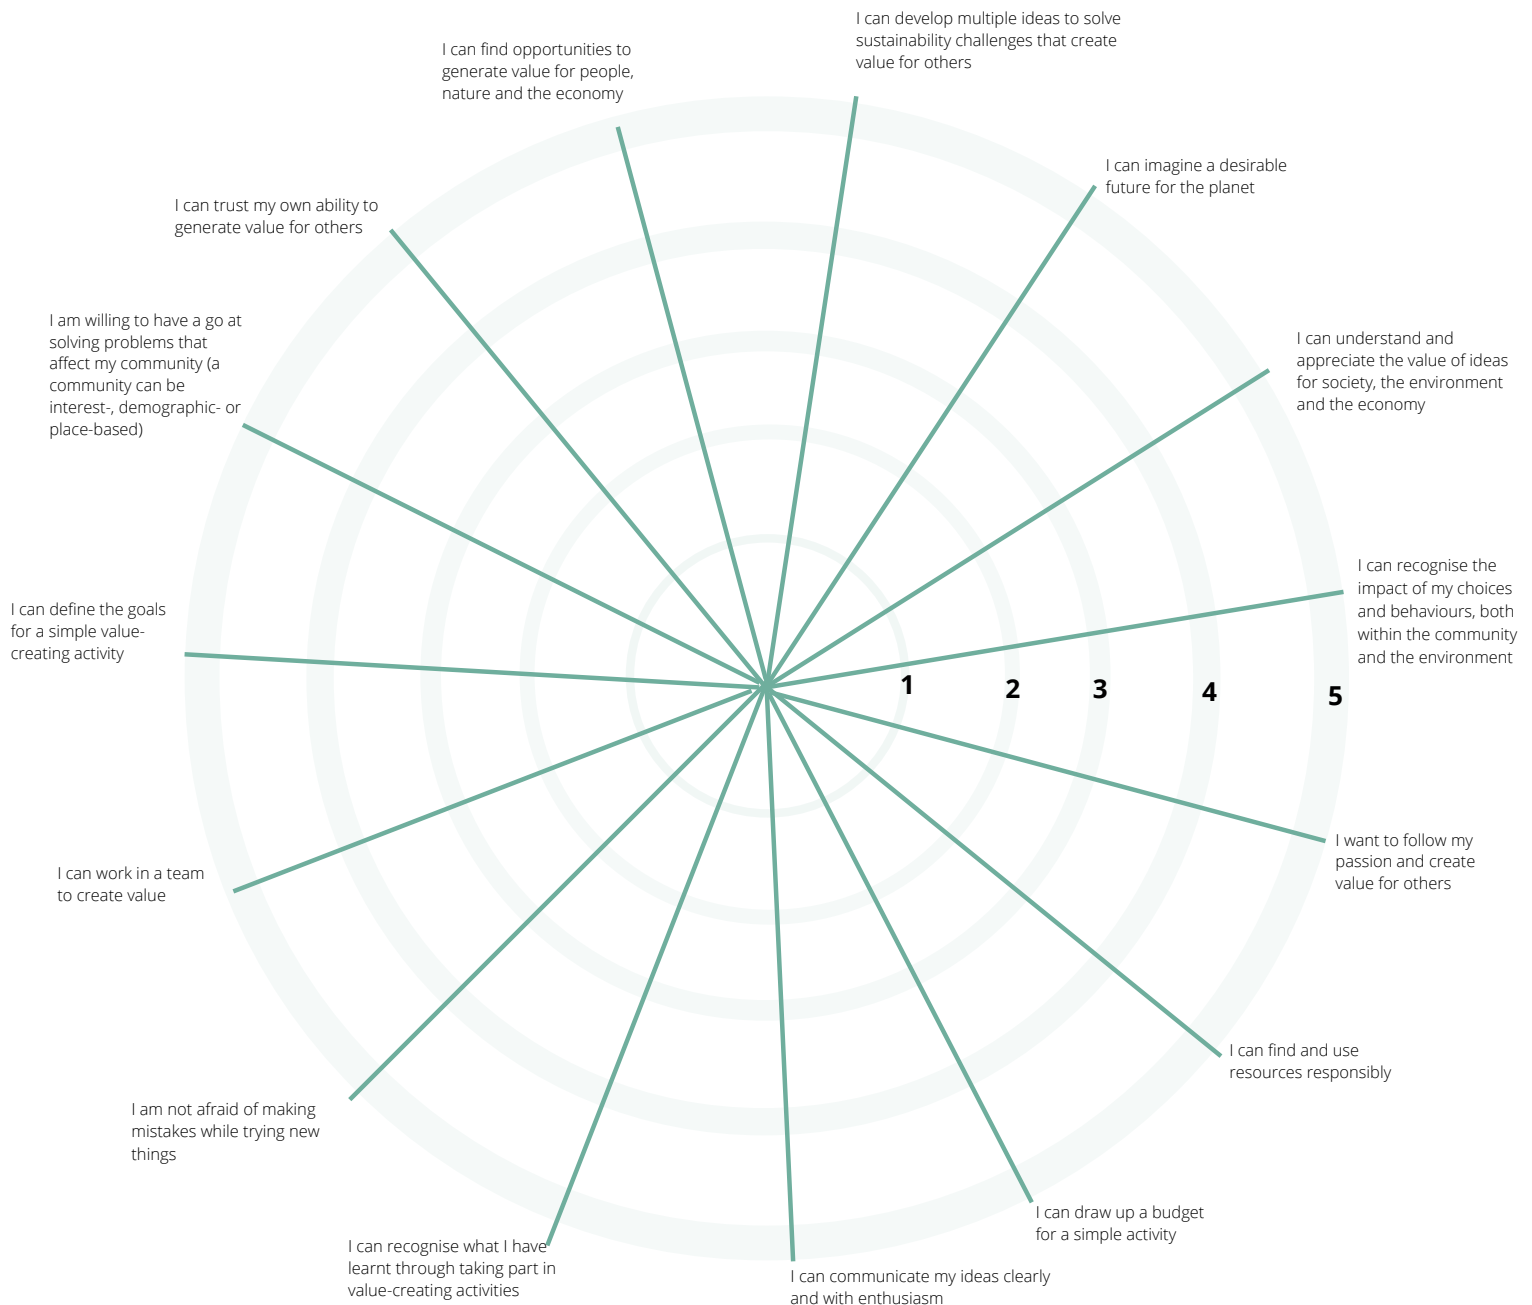 I can develop multiple ideas to solve
sustainability challenges that create
value for others
I can find opportunities to
generate value for people,
nature and the economy
I can imagine a desirable
future for the planet
I can trust my own ability to
generate value for others
I am willing to have a go at
solving problems that
affect my community (a
community can be
interest-, demographic- or
place-based)
I can understand and
appreciate the value of ideas
for society, the environment
and the economy
I can recognise the
impact of my choices
and behaviours, both
within the community
and the environment
I can define the goals
for a simple value-
creating activity
1
2
3
4
5
I want to follow my
passion and create
value for others
I can work in a team
to create value
I can find and use
resources responsibly
I am not afraid of making
mistakes while trying new
things
I can draw up a budget
for a simple activity
I can recognise what I have
learnt through taking part in
value-creating activities
I can communicate my ideas clearly
and with enthusiasm